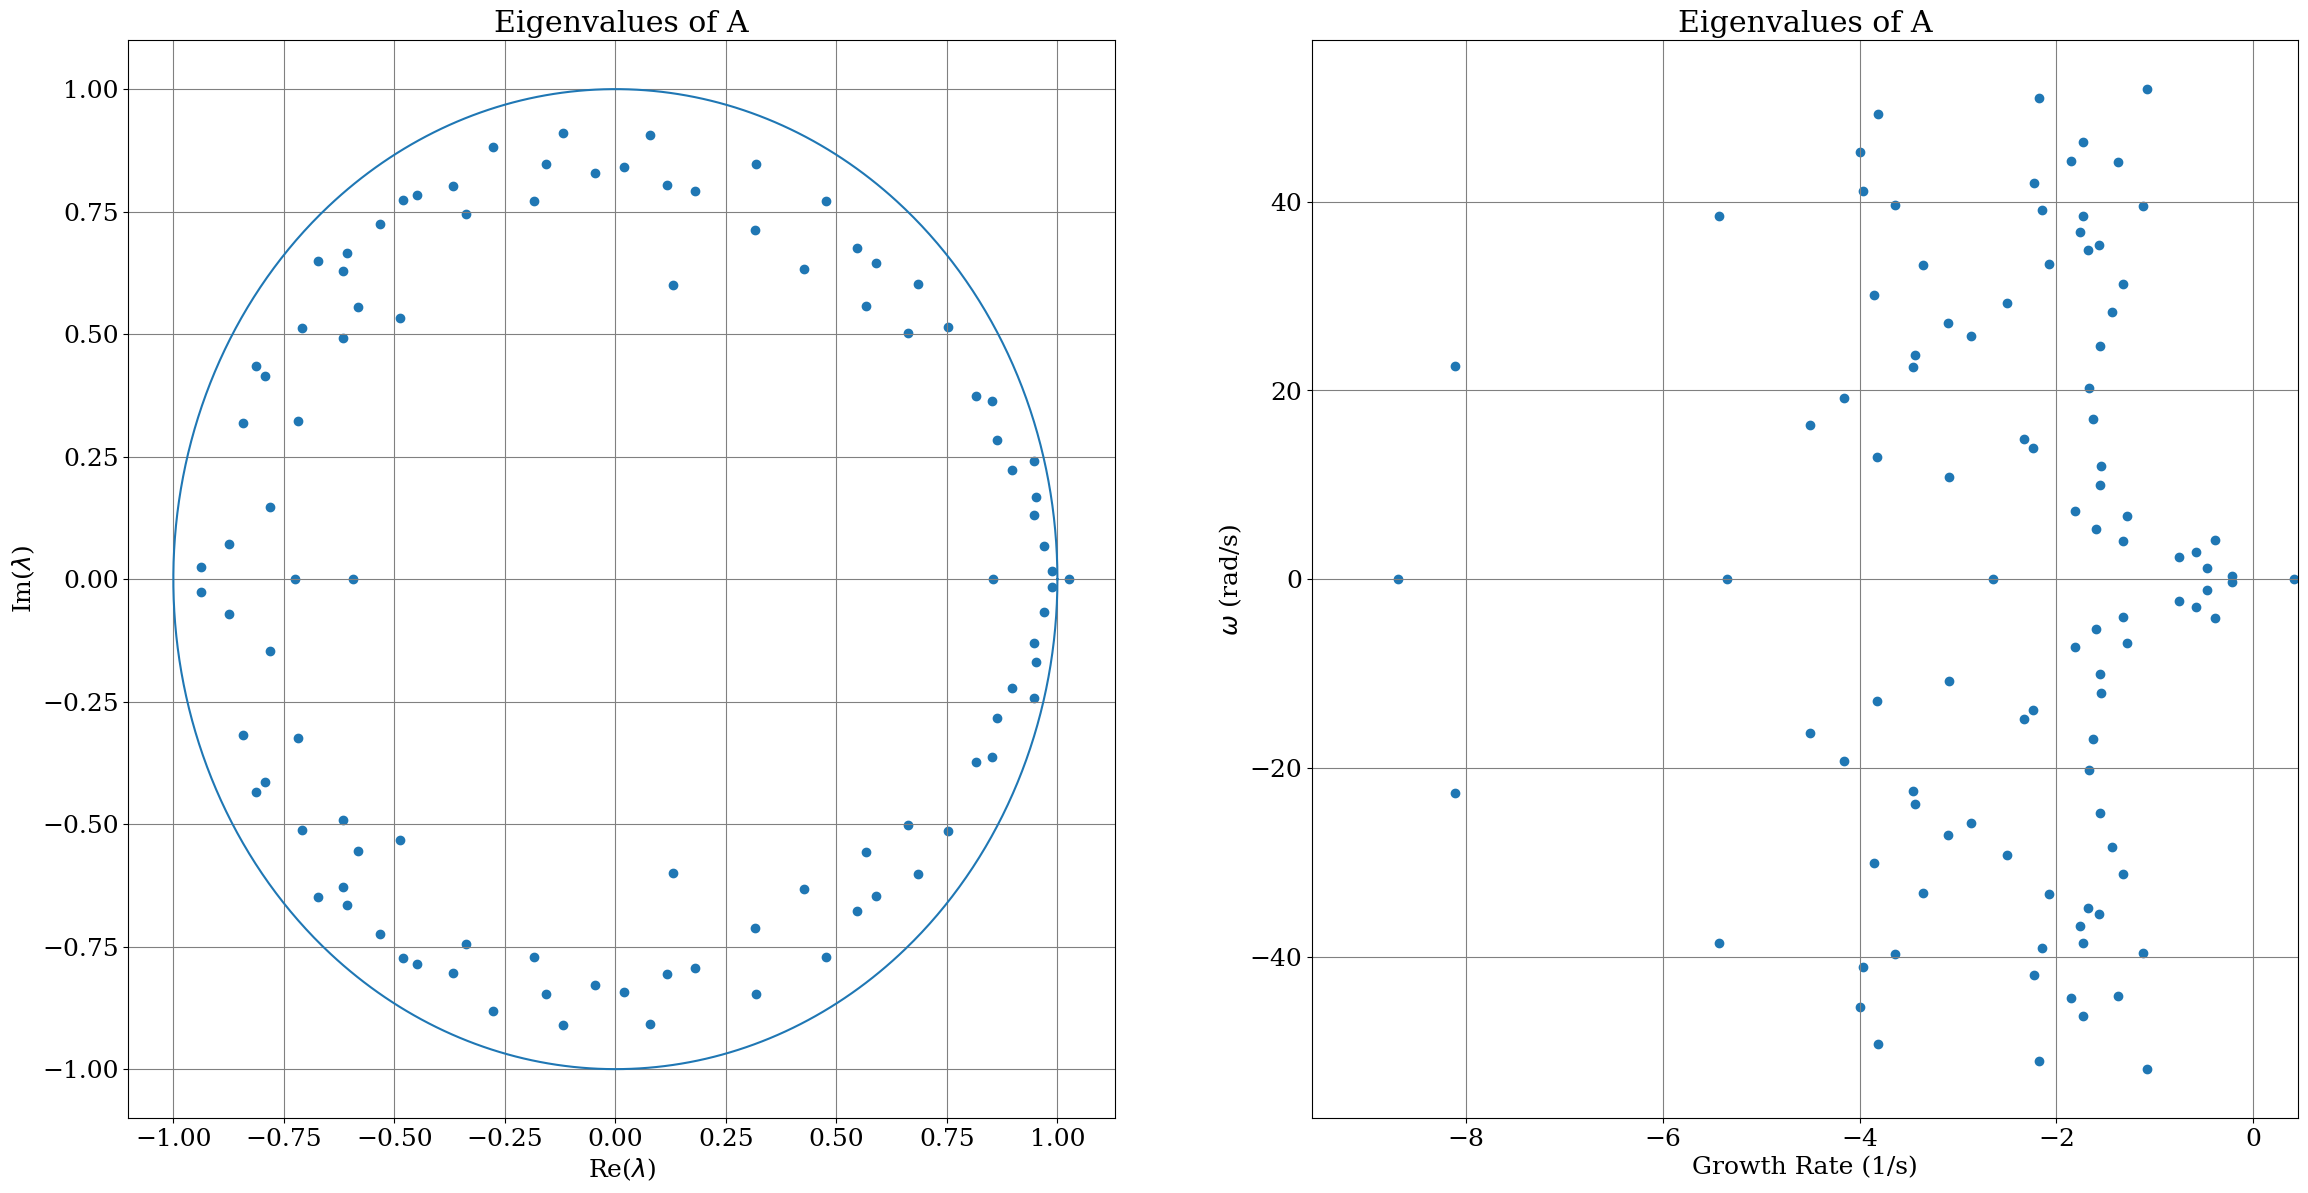 Eigenvalues of A
1.00
0.75
0.50
0.25
0.00
−0.25
−0.50
−0.75
−1.00
Im(λ)
−1.00 −0.75 −0.50 −0.25 0.00 0.25 0.50 0.75 1.00
Re(λ)
Eigenvalues of A
40
20
0
−20
−40
ω (rad/s)
−8 −6 −4 −2 0
Growth Rate (1/s)